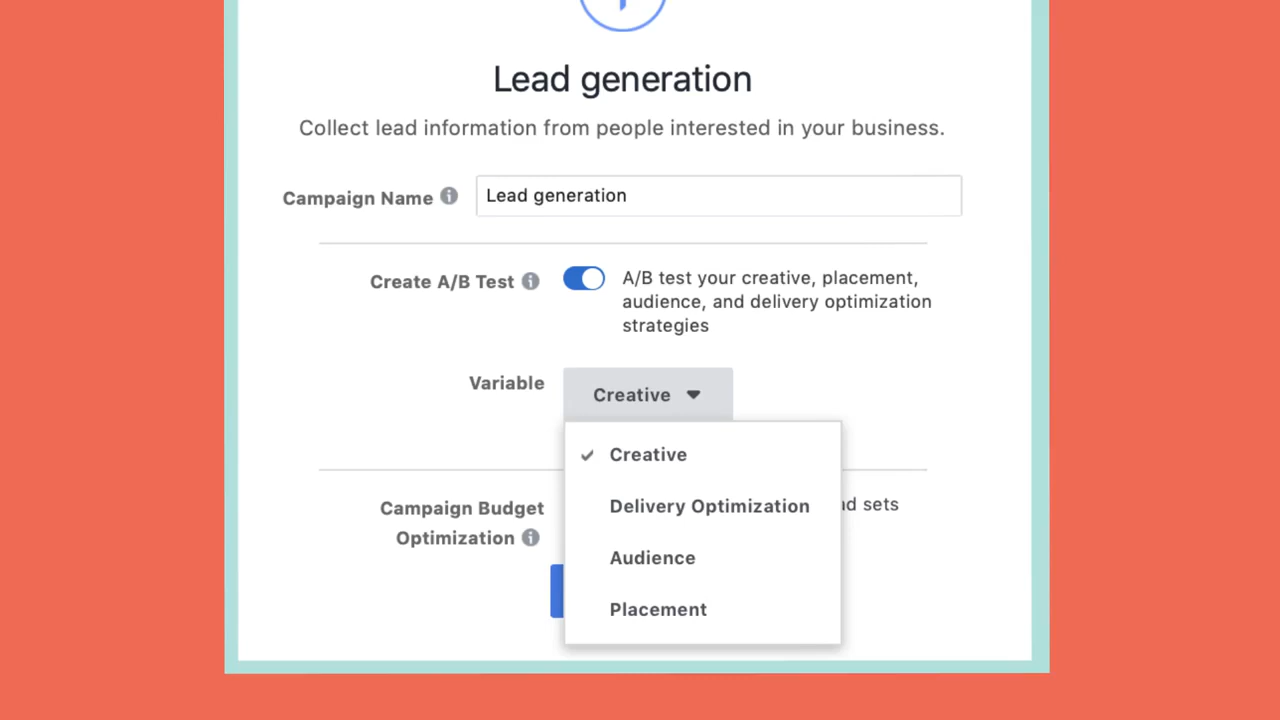 Lead generation
Collect lead information from people interested in your business.
Campaign Name
Lead generation
Create A/B Test
A/B test your creative, placement,
audience, and delivery optimization
strategies
Variable
Creative
Creative
Delivery Optimization
Audience
Placement
Campaign Budget
Optimization
sets